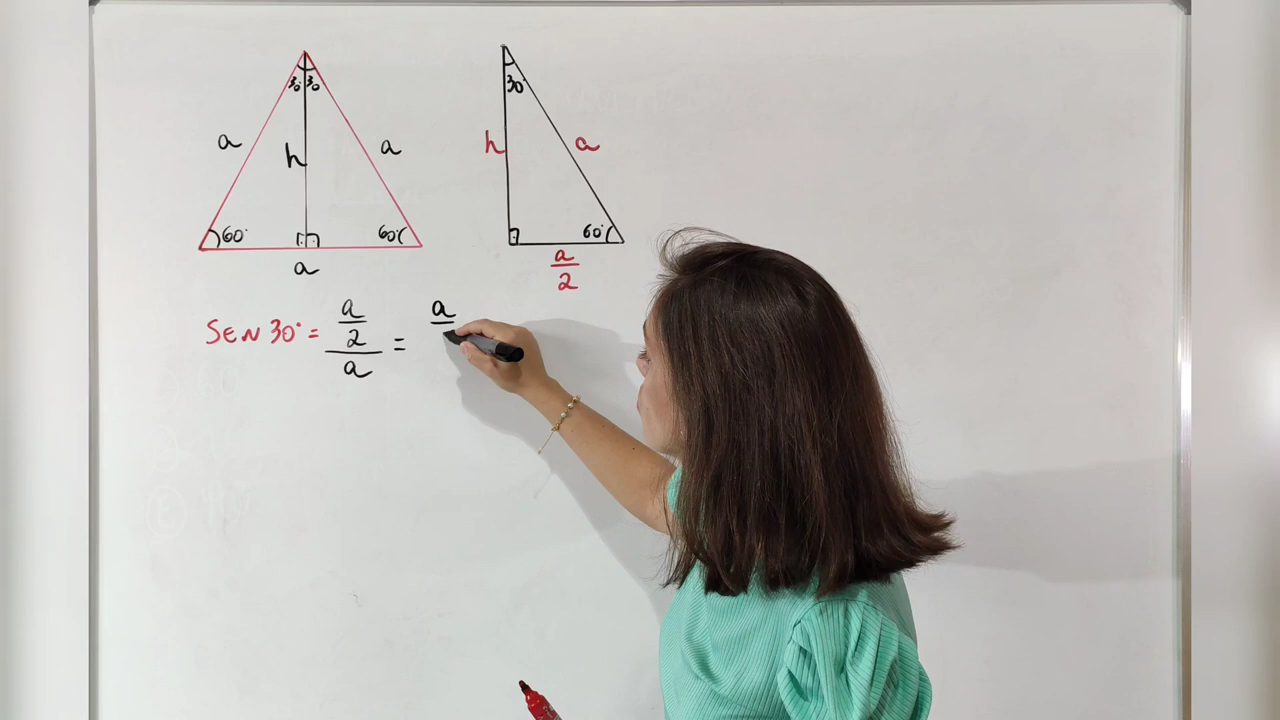 30° 30°
30°
a
h
a
h
a
60°
60°
60°
a
a/2
SEN 30° = (a/2)/a = a/